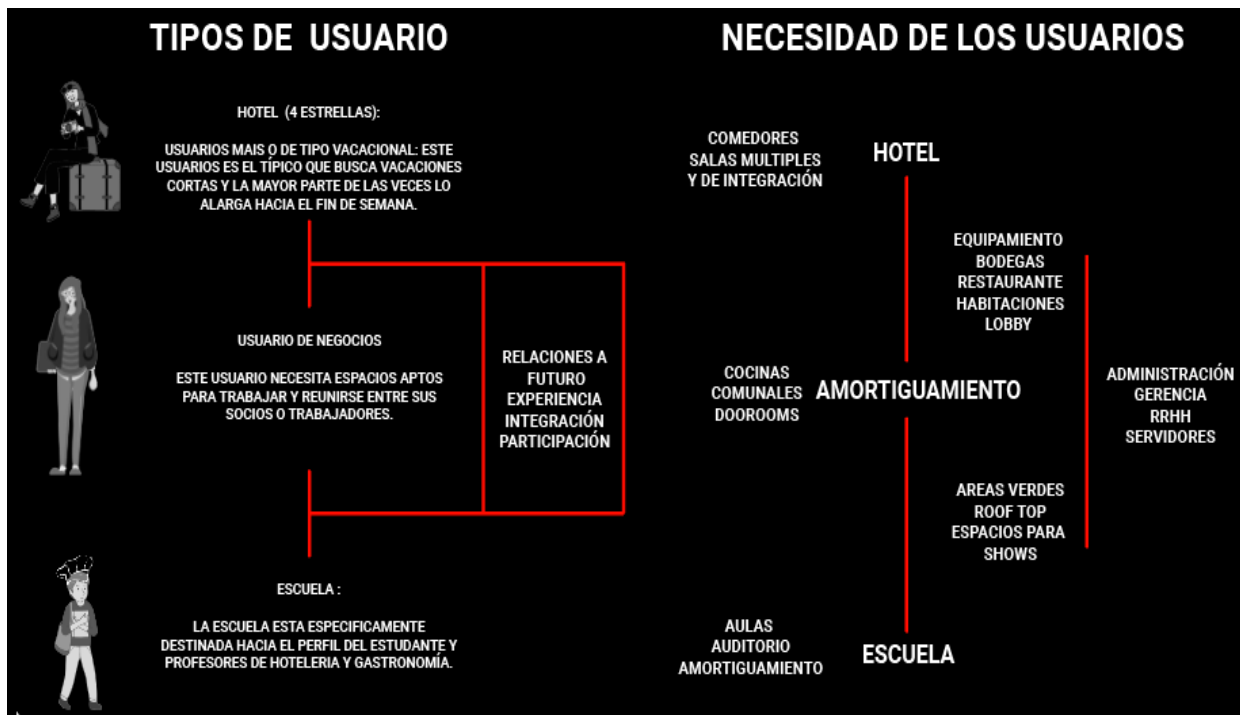 TIPOS DE USUARIO
HOTEL (4 ESTRELLAS):
USUARIOS MAIS O DE TIPO VACACIONAL: ESTE
USUARIOS ES EL TÍPICO QUE BUSCA VACACIONES
CORTAS Y LA MAYOR PARTE DE LAS VECES LO
ALARGA HACIA EL FIN DE SEMANA.
USUARIO DE NEGOCIOS
ESTE USUARIO NECESITA ESPACIOS APTOS
PARA TRABAJAR Y REUNIRSE ENTRE SUS
SOCIOS O TRABAJADORES.
RELACIONES A
FUTURO
EXPERIENCIA
INTEGRACIÓN
PARTICIPACIÓN
ESCUELA :
LA ESCUELA ESTA ESPECIFICAMENTE
DESTINADA HACIA EL PERFIL DEL ESTUDANTE Y
PROFESORES DE HOTELERIA Y GASTRONOMÍA.
NECESIDAD DE LOS USUARIOS
COMEDORES
SALAS MULTIPLES
Y DE INTEGRACIÓN
HOTEL
EQUIPAMIENTO
BODEGAS
RESTAURANTE
HABITACIONES
LOBBY
COCINAS
COMUNALES
DOOROOMS
AMORTIGUAMIENTO
ADMINISTRACIÓN
GERENCIA
RRHH
SERVIDORES
AREAS VERDES
ROOF TOP
ESPACIOS PARA
SHOWS
AULAS
AUDITORIO
AMORTIGUAMIENTO
ESCUELA